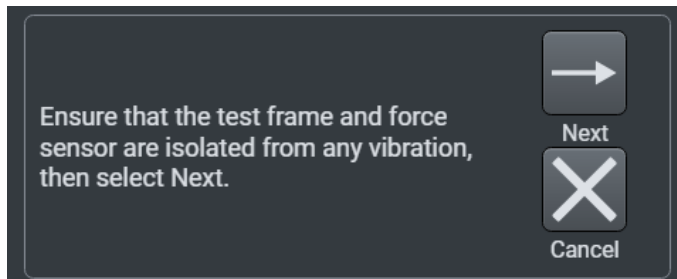 Ensure that the test frame and force
sensor are isolated from any vibration,
then select Next.
Next
Cancel